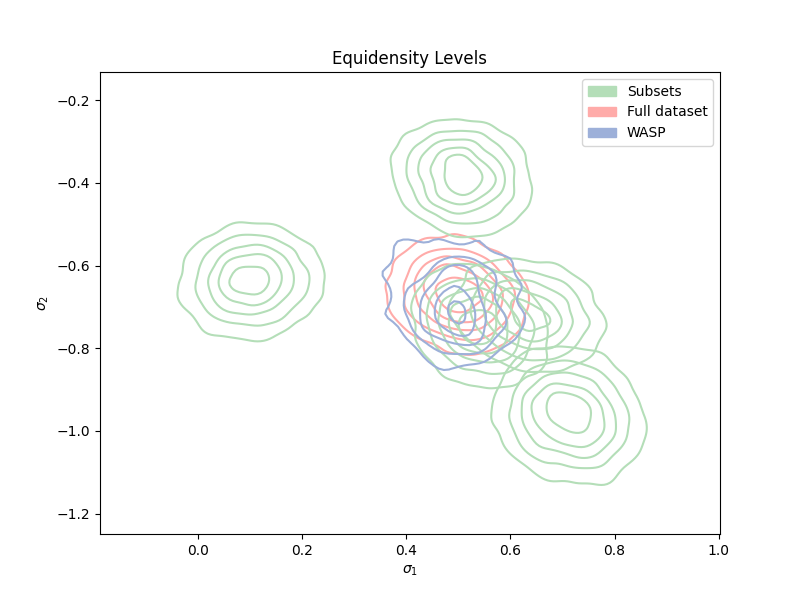 Equidensity Levels
Subsets
Full dataset
WASP
−0.2
−0.4
−0.6
−0.8
−1.0
−1.2
σ₂
0.0 0.2 0.4 0.6 0.8 1.0
σ₁